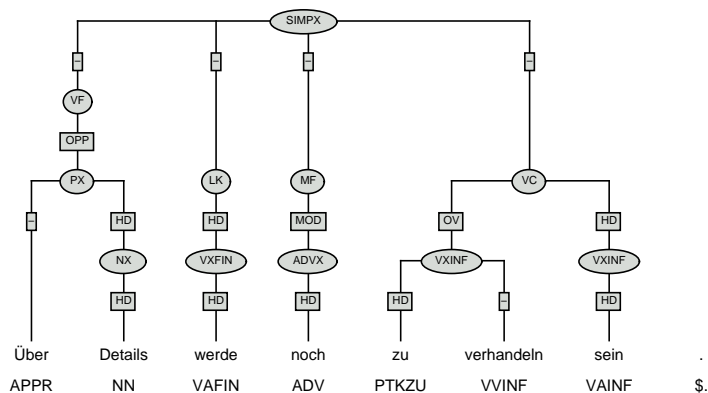 SIMPX
– – – –
VF
OPP
PX LK MF VC
– HD HD MOD OV HD
NX VXFIN ADVX VXINF VXINF
HD HD HD HD – HD
Über Details werde noch zu verhandeln sein .
APPR NN VAFIN ADV PTKZU VVINF VAINF $.